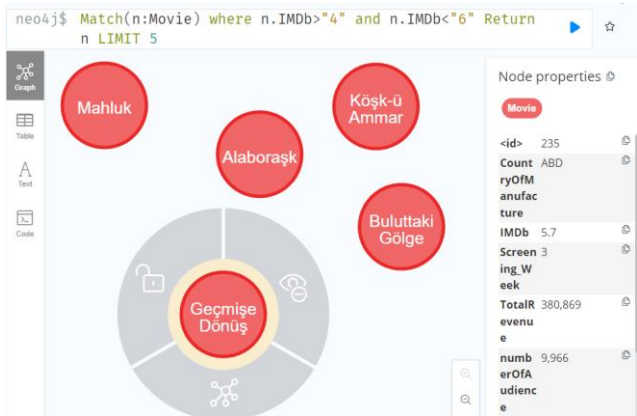 neo4j$ Match(n:Movie) where n.IMDb>"4" and n.IMDb<"6" Return
n LIMIT 5
Graph
Table
Text
Code
Mahluk
Köşk-ü
Ammar
Alaboraşk
Buluttaki
Gölge
Geçmişe
Dönüş
Node properties
Movie
<id> 235
Count ABD
ryOfM
anufac
ture
IMDb 5.7
Screen 3
ing_W
eek
TotalR 380,869
evenu
e
numb 9,966
erOfA
udienc
e